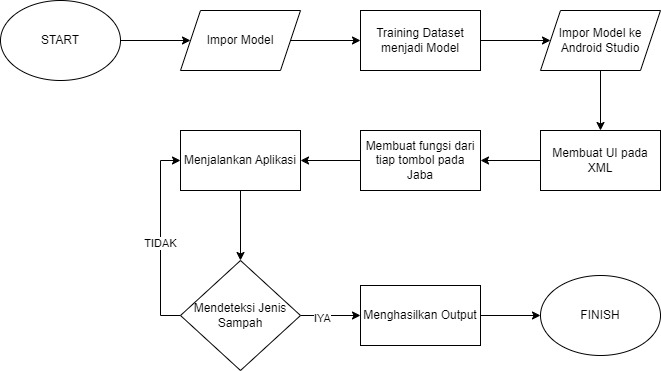 START
Impor Model
Training Dataset
menjadi Model
Impor Model ke
Android Studio
Membuat UI pada
XML
Membuat fungsi dari
tiap tombol pada
Jaba
Menjalankan Aplikasi
TIDAK
Mendeteksi Jenis
Sampah
IYA
Menghasilkan Output
FINISH